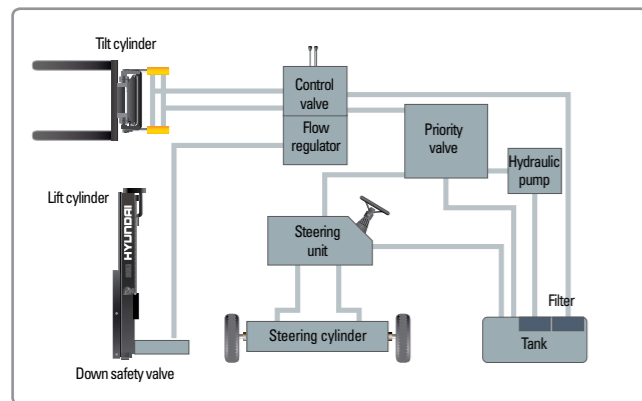 Tilt cylinder
Control
valve
Flow
regulator
Priority
valve
Hydraulic
pump
Lift cylinder
HYUNDAI
Steering
unit
Steering cylinder
Filter
Tank
Down safety valve